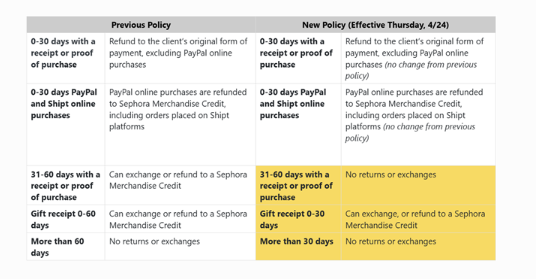 Previous Policy
New Policy (Effective Thursday, 4/24)
0-30 days with a
receipt or proof
of purchase
Refund to the client's original form of
payment, excluding PayPal online
purchases
0-30 days with a
receipt or proof of
purchase
Refund to the client's original form of
payment, excluding PayPal online
purchases (no change from previous
policy)
0-30 days PayPal
and Shipt online
purchases
PayPal online purchases are refunded
to Sephora Merchandise Credit,
including orders placed on Shipt
platforms
0-30 days PayPal
and Shipt online
purchases
PayPal online purchases are refunded
to Sephora Merchandise Credit,
including orders placed on Shipt
platforms (no change from previous
policy)
31-60 days with a
receipt or proof
of purchase
Can exchange or refund to a Sephora
Merchandise Credit
31-60 days with a
receipt or proof of
purchase
No returns or exchanges
Gift receipt 0-60
days
Can exchange or refund to a Sephora
Merchandise Credit
Gift receipt 0-30
days
Can exchange, or refund to a Sephora
Merchandise Credit
More than 60
days
No returns or exchanges
More than 30 days
No returns or exchanges